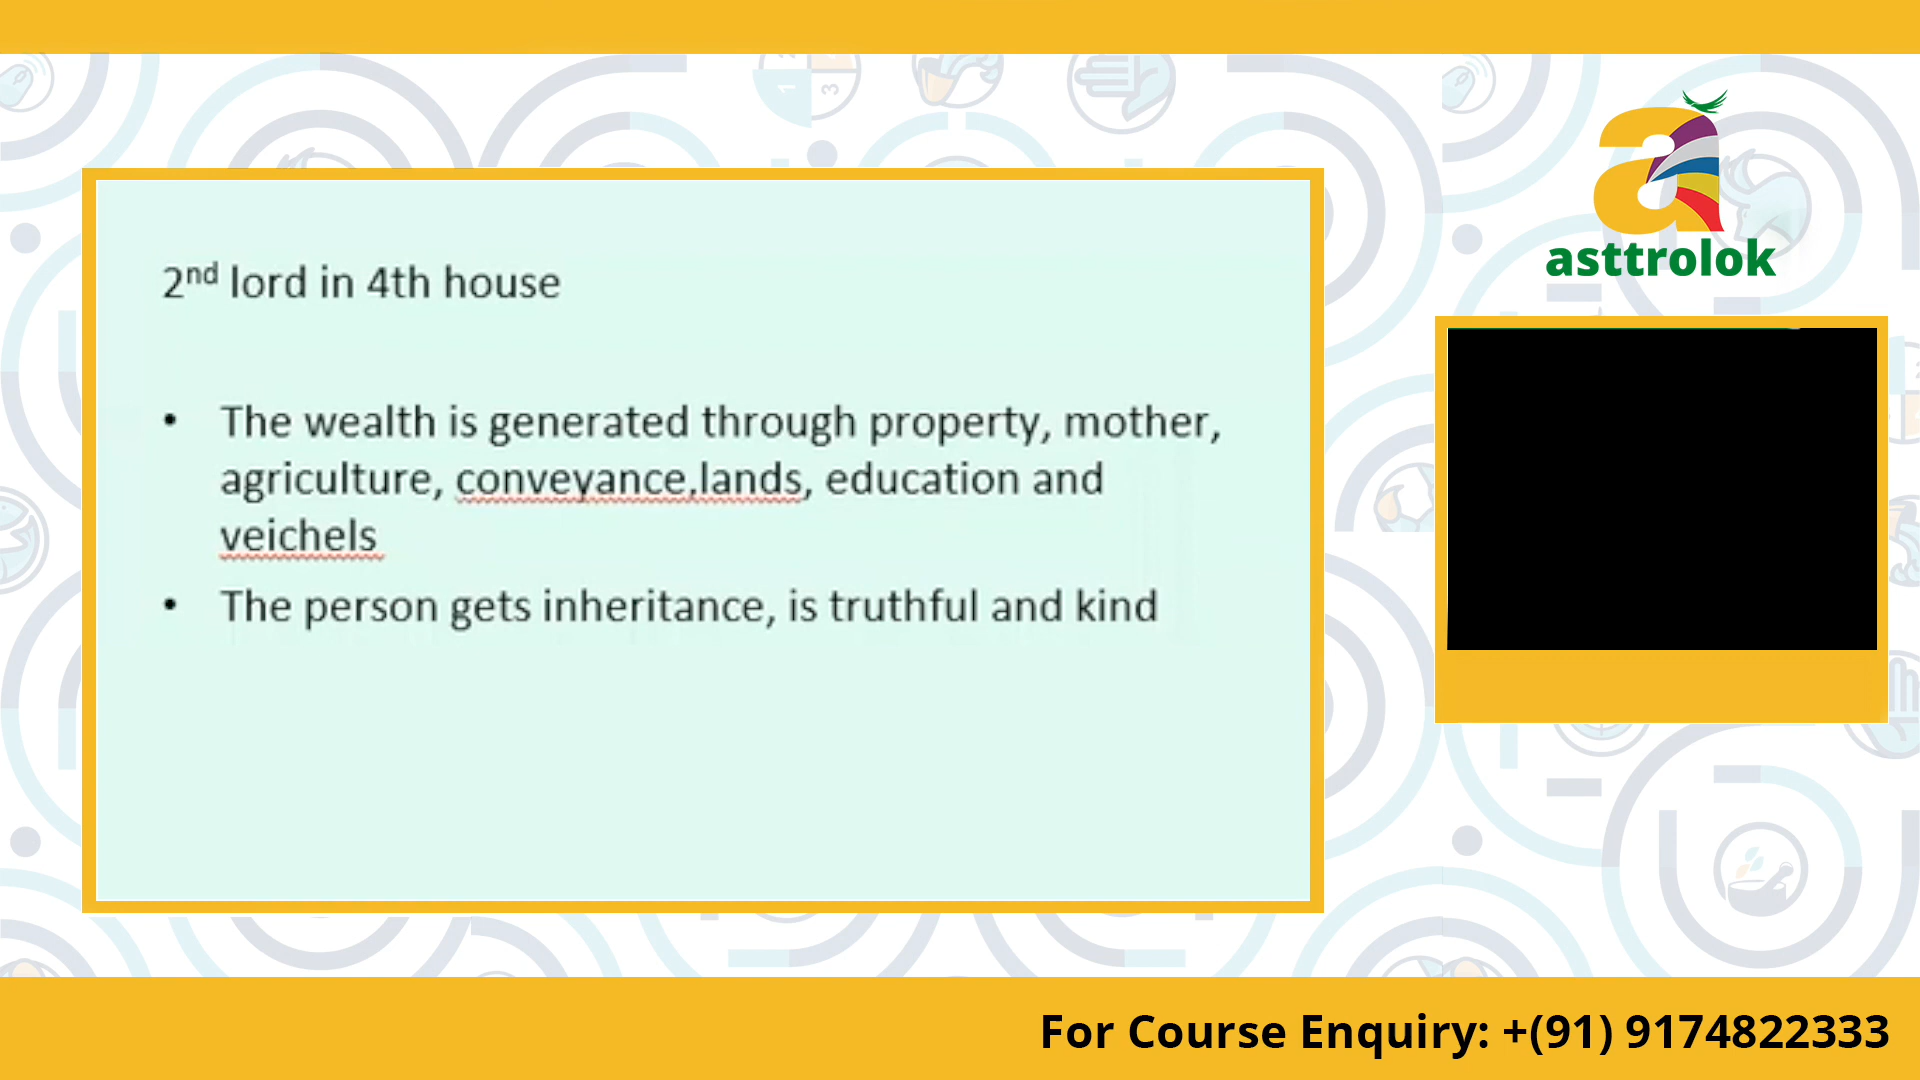 2nd lord in 4th house
• The wealth is generated through property, mother,
agriculture, conveyance,lands, education and
veichels
• The person gets inheritance, is truthful and kind
asttrolok
For Course Enquiry: +(91) 9174822333